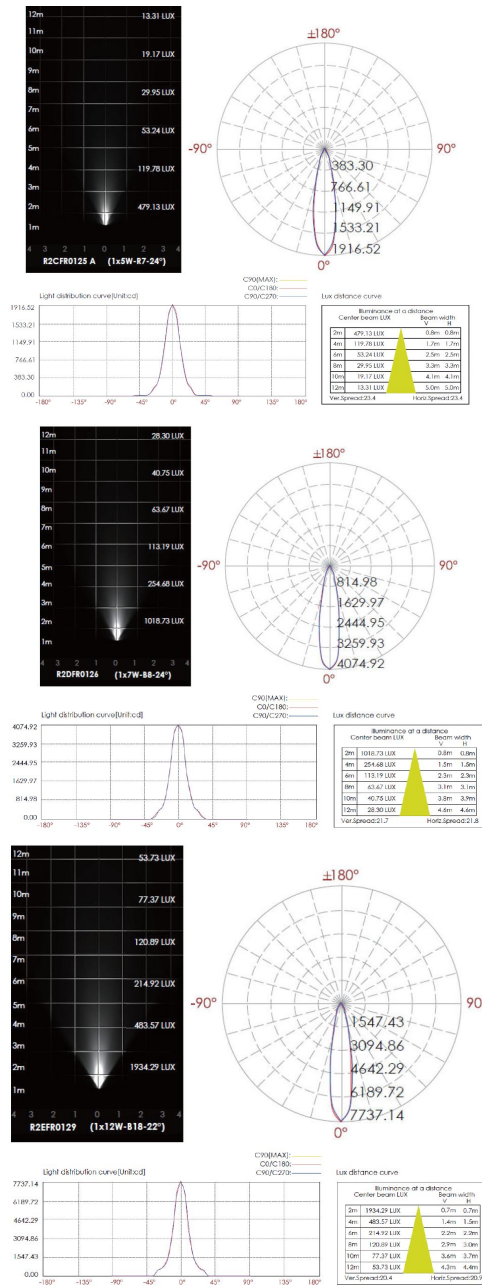 12m 13.31 LUX
11m
10m 19.17 LUX
9m
8m 29.95 LUX
7m
6m 53.24 LUX
5m
4m 119.78 LUX
3m
2m 479.13 LUX
1m
4 3 2 1 0 1 2 3 4
R2CFR0125 A (1x5W-R7-24°)
±180°
-90° 90°
383.30
766.61
1149.91
1533.21
1916.52
0°
C90(MAX):
C0/C180:
C90/C270:
Light distribution curve[Unit:cd]
1916.52
1533.21
1149.91
766.61
383.30
0.00
-180° -135° -90° -45° 0° 45° 90° 135° 180°
Lux distance curve
Illuminance at a distance
Center beam LUX Beam width
V H
2m 479.13 LUX 0.8m 0.8m
4m 119.78 LUX 1.7m 1.7m
6m 53.24 LUX 2.5m 2.5m
8m 29.95 LUX 3.3m 3.3m
10m 19.17 LUX 4.1m 4.1m
12m 13.31 LUX 5.0m 5.0m
Ver.Spread:23.4 Horiz.Spread:23.4
12m 28.30 LUX
11m
10m 40.75 LUX
9m
8m 63.67 LUX
7m
6m 113.19 LUX
5m
4m 254.68 LUX
3m
2m 1018.73 LUX
1m
4 3 2 1 0 1 2 3 4
R2DFR0126 (1x7W-B8-24°)
±180°
-90° 90°
814.98
1629.97
2444.95
3259.93
4074.92
0°
C90(MAX):
C0/C180:
C90/C270:
Light distribution curve[Unit:cd]
4074.92
3259.93
2444.95
1629.97
814.98
0.00
-180° -135° -90° -45° 0° 45° 90° 135° 180°
Lux distance curve
Illuminance at a distance
Center beam LUX Beam width
V H
2m 1018.73 LUX 0.8m 0.8m
4m 254.68 LUX 1.5m 1.5m
6m 113.19 LUX 2.3m 2.3m
8m 63.67 LUX 3.1m 3.1m
10m 40.75 LUX 3.8m 3.9m
12m 28.30 LUX 4.6m 4.6m
Ver.Spread:21.7 Horiz.Spread:21.8
12m 53.73 LUX
11m
10m 77.37 LUX
9m
8m 120.89 LUX
7m
6m 214.92 LUX
5m
4m 483.57 LUX
3m
2m 1934.29 LUX
1m
4 3 2 1 0 1 2 3 4
R2EFR0129 (1x12W-B18-22°)
±180°
-90° 90°
1547.43
3094.86
4642.29
6189.72
7737.14
0°
C90(MAX):
C0/C180:
C90/C270:
Light distribution curve[Unit:cd]
7737.14
6189.72
4642.29
3094.86
1547.43
0.00
-180° -135° -90° -45° 0° 45° 90° 135° 180°
Lux distance curve
Illuminance at a distance
Center beam LUX Beam width
V H
2m 1934.29 LUX 0.7m 0.7m
4m 483.57 LUX 1.4m 1.5m
6m 214.92 LUX 2.2m 2.2m
8m 120.89 LUX 2.9m 3.0m
10m 77.37 LUX 3.6m 3.7m
12m 53.73 LUX 4.3m 4.4m
Ver.Spread:20.4 Horiz.Spread:20.9